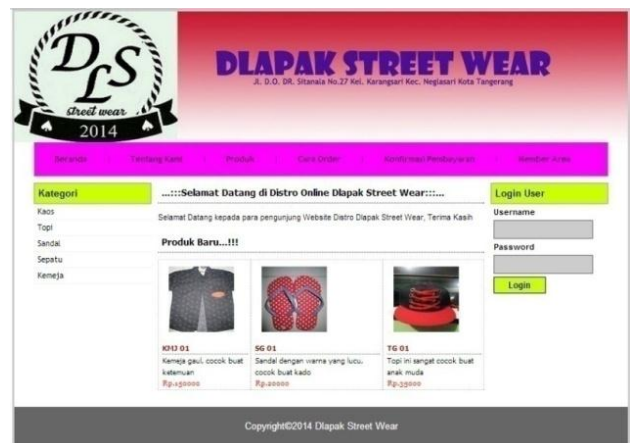 DLS
street wear
2014
DLAPAK STREET WEAR
JL. D.O. DR. Sitanala No.27 Kel. Karangsari Kec. Neglasari Kota Tangerang
Beranda
Tentang Kami
Produk
Cara Order
Konfirmasi Pembayaran
Member Area
Kategori
Kaos
Topi
Sandal
Sepatu
Kemeja
...:::Selamat Datang di Distro Online Dlapak Street Wear:::...
Selamat Datang kepada para pengunjung Website Distro Dlapak Street Wear, Terima Kasih
Produk Baru...!!!
KMJ 01
Kemeja gaul, cocok buat
ketemuan
Rp.150000
SG 01
Sandal dengan warna yang lucu,
cocok buat kado
Rp.20000
TG 01
Topi ini sangat cocok buat
anak muda
Rp.35000
Login User
Username
Password
Login
Copyright©2014 Dlapak Street Wear